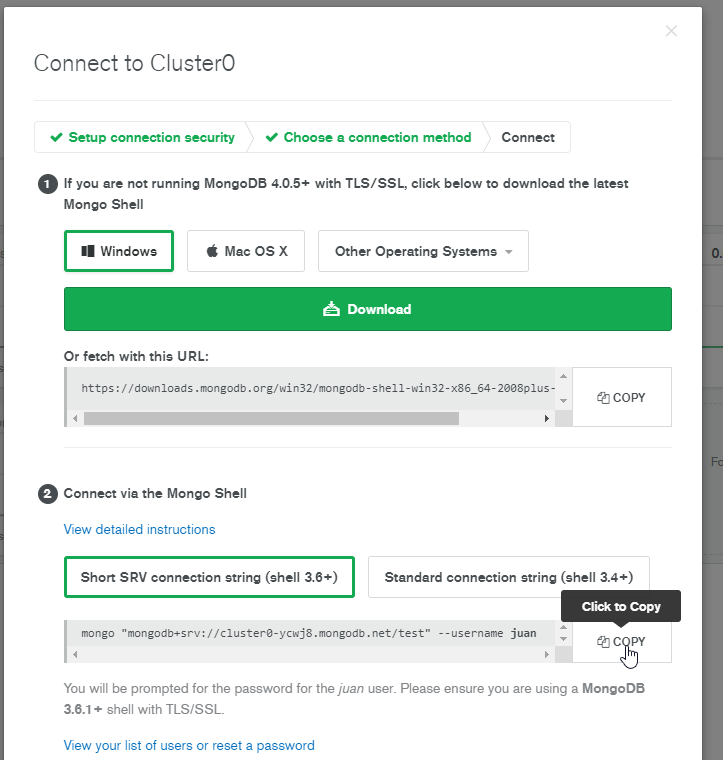 Connect to Cluster0
Setup connection security
Choose a connection method
Connect
1 If you are not running MongoDB 4.0.5+ with TLS/SSL, click below to download the latest
Mongo Shell
Windows
Mac OS X
Other Operating Systems
0.
Download
Or fetch with this URL:
https://downloads.mongodb.org/win32/mongodb-shell-win32-x86_64-2008plus-
COPY
Fo
2 Connect via the Mongo Shell
View detailed instructions
Short SRV connection string (shell 3.6+)
Standard connection string (shell 3.4+)
Click to Copy
mongo "mongodb+srv://cluster0-ycwj8.mongodb.net/test" --username juan
COPY
You will be prompted for the password for the juan user. Please ensure you are using a MongoDB
3.6.1+ shell with TLS/SSL.
View your list of users or reset a password